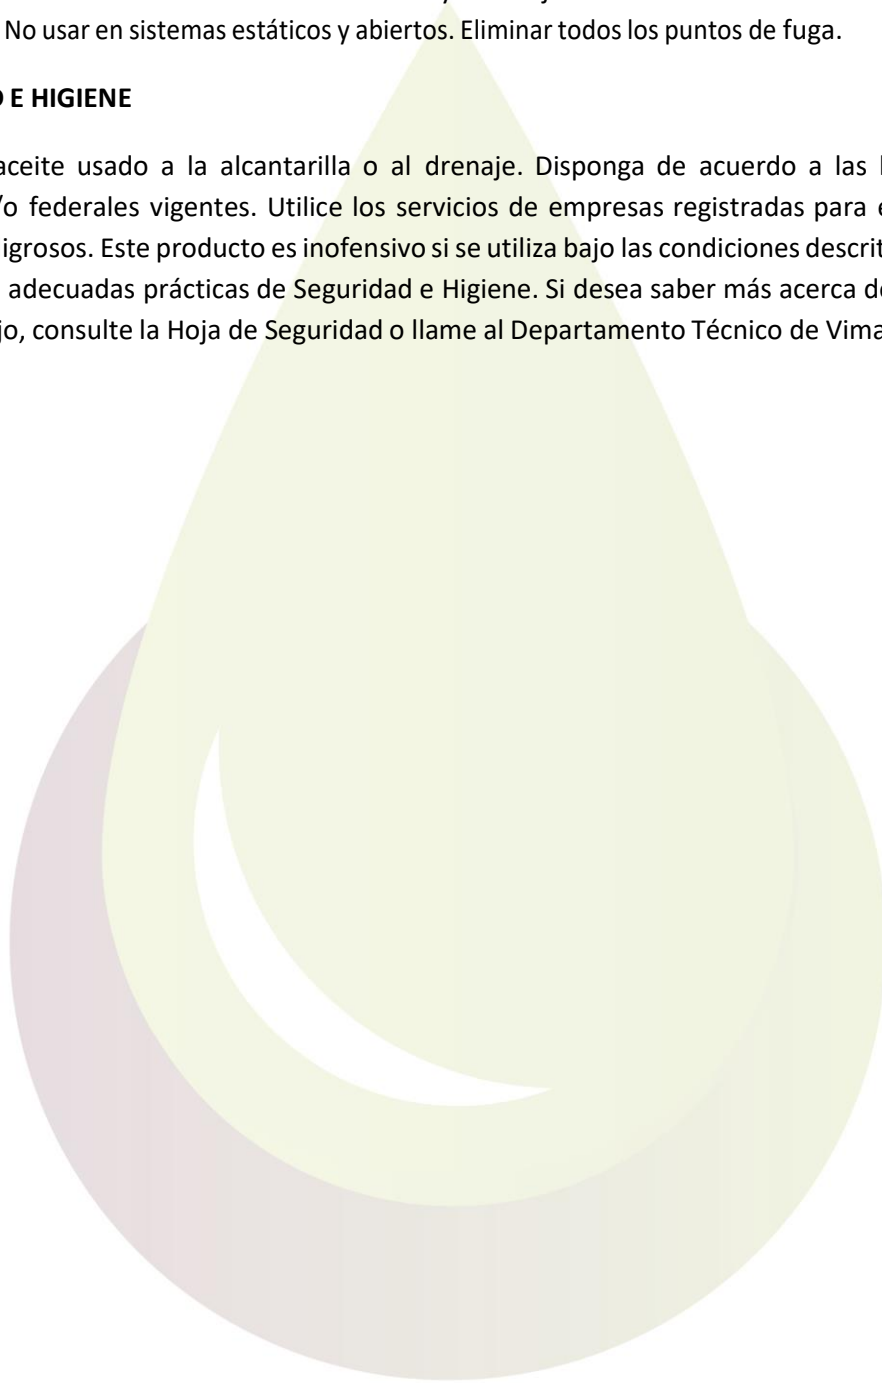 No usar en sistemas estáticos y abiertos. Eliminar todos los puntos de fuga.
E HIGIENE
aceite usado a la alcantarilla o al drenaje. Disponga de acuerdo a las
/o federales vigentes. Utilice los servicios de empresas registradas para
igrosos. Este producto es inofensivo si se utiliza bajo las condiciones descrit
adecuadas prácticas de Seguridad e Higiene. Si desea saber más acerca d
jo, consulte la Hoja de Seguridad o llame al Departamento Técnico de Vima